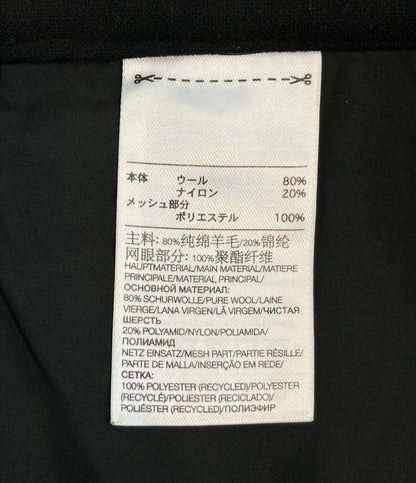 本体 ウール 80%
ナイロン 20%
メッシュ部分
ポリエステル 100%
主料: 80%纯绵羊毛/20%锦纶
网眼部分: 100%聚酯纤维
HAUPTMATERIAL/MAIN MATERIAL/MATIERE
PRINCIPALE/MATERIAL PRINCIPAL/
ОСНОВНОЙ МАТЕРИАЛ:
80% SCHURWOLLE/PURE WOOL/LAINE
VIERGE/LANA VIRGEN/LÃ VIRGEM/ЧИСТАЯ
ШЕРСТЬ
20% POLYAMID/NYLON/POLIAMIDA/
ПОЛИАМИД
NETZ EINSATZ/MESH PART/PARTIE RÉSILLE/
PARTE DE MALLA/INSERÇÃO EM REDE/
СЕТКА:
100% POLYESTER (RECYCLED)/POLYESTER
(RECYCLÉ)/POLIÉSTER (RECICLADO)/
POLIÉSTER (RECYCLED)/ПОЛИЭФИР